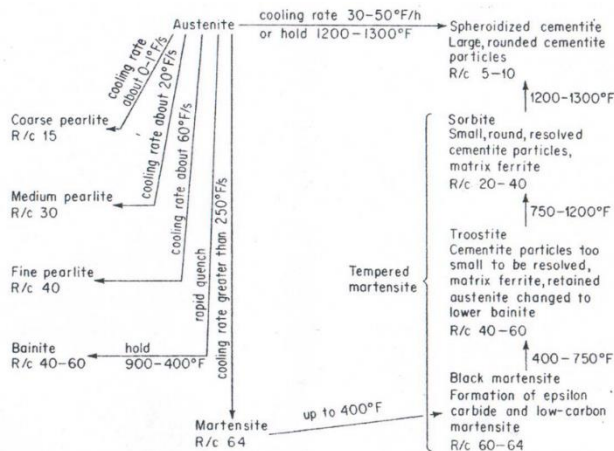 Austenite
cooling rate 30-50°F/h
or hold 1200-1300°F
Spheroidized cementite
Large, rounded cementite
particles
R/c 5-10
1200-1300°F
cooling rate
about 0-1°F/s
Coarse pearlite
R/c 15
cooling rate about 20°F/s
Medium pearlite
R/c 30
cooling rate about 60°F/s
Fine pearlite
R/c 40
rapid quench
Bainite
R/c 40-60
hold
900-400°F
cooling rate greater than 250°F/s
Martensite
R/c 64
up to 400°F
Tempered
martensite
Sorbite
Small, round, resolved
cementite particles,
matrix ferrite
R/c 20-40
750-1200°F
Troostite
Cementite particles too
small to be resolved,
matrix ferrite, retained
austenite changed to
lower bainite
R/c 40-60
400-750°F
Black martensite
Formation of epsilon
carbide and low-carbon
martensite
R/c 60-64